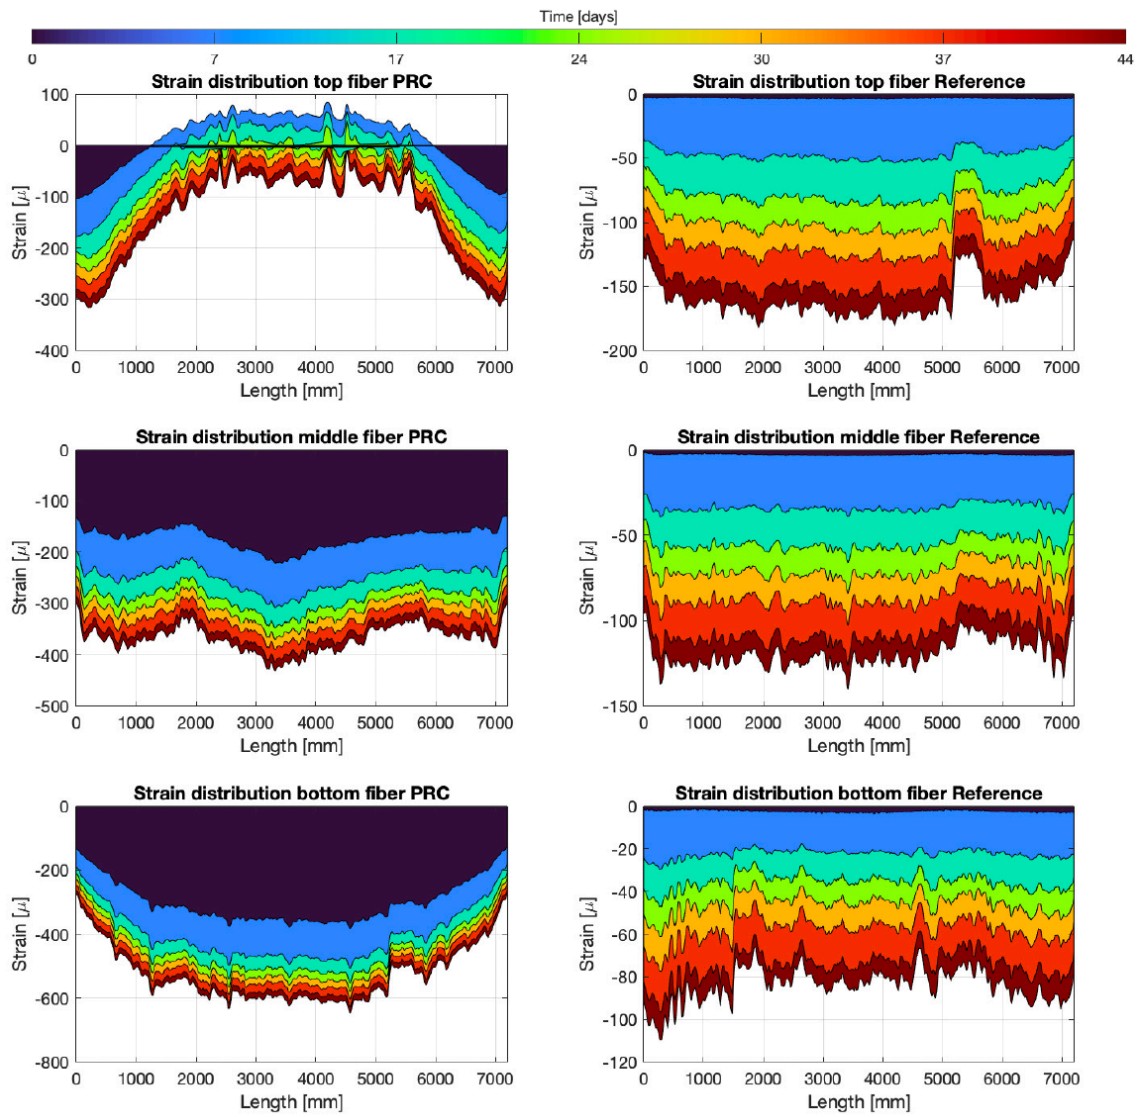 Time [days]
0 7 17 24 30 37 44
Strain distribution top fiber PRC
100
0
-100
-200
-300
-400
Strain [μ]
0 1000 2000 3000 4000 5000 6000 7000
Length [mm]
Strain distribution top fiber Reference
0
-50
-100
-150
-200
Strain [μ]
0 1000 2000 3000 4000 5000 6000 7000
Length [mm]
Strain distribution middle fiber PRC
0
-100
-200
-300
-400
-500
Strain [μ]
0 1000 2000 3000 4000 5000 6000 7000
Length [mm]
Strain distribution middle fiber Reference
0
-50
-100
-150
Strain [μ]
0 1000 2000 3000 4000 5000 6000 7000
Length [mm]
Strain distribution bottom fiber PRC
0
-200
-400
-600
-800
Strain [μ]
0 1000 2000 3000 4000 5000 6000 7000
Length [mm]
Strain distribution bottom fiber Reference
0
-20
-40
-60
-80
-100
-120
Strain [μ]
0 1000 2000 3000 4000 5000 6000 7000
Length [mm]